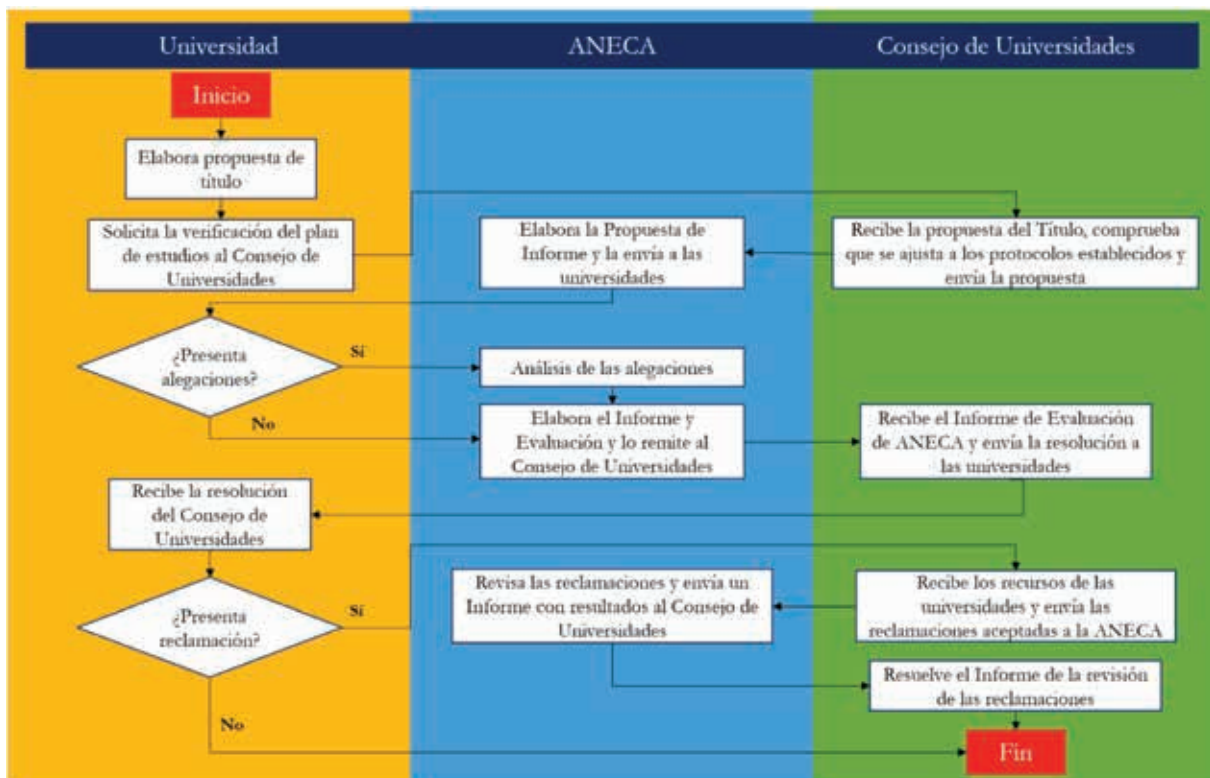 Universidad
ANECA
Consejo de Universidades
Inicio
Elabora propuesta de
título
Solicita la verificación del plan
de estudios al Consejo de
Universidades
Elabora la Propuesta de
Informe y la envía a las
universidades
Recibe la propuesta del Título, comprueba
que se ajusta a los protocolos establecidos y
envía la propuesta
¿Presenta
alegaciones?
Sí
No
Análisis de las alegaciones
Elabora el Informe y
Evaluación y lo remite al
Consejo de Universidades
Recibe el Informe de Evaluación
de ANECA y envía la resolución a
las universidades
Recibe la resolución
del Consejo de
Universidades
¿Presenta
reclamación?
Sí
No
Revisa las reclamaciones y envía un
Informe con resultados al Consejo de
Universidades
Recibe los recursos de las
universidades y envía las
reclamaciones aceptadas a la ANECA
Resuelve el Informe de la revisión
de las reclamaciones
Fin